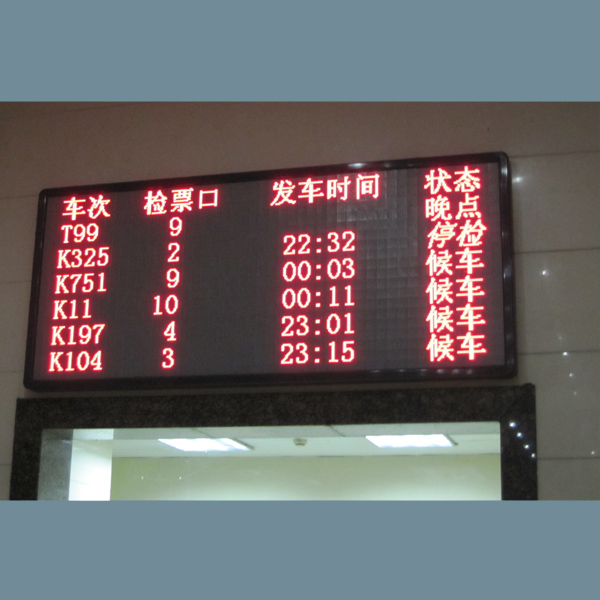 车次 检票口 发车时间 状态
T99 9 晚点
K325 2 22:32 停检
K751 9 00:03 候车
K11 10 00:11 候车
K197 4 23:01 候车
K104 3 23:15 候车